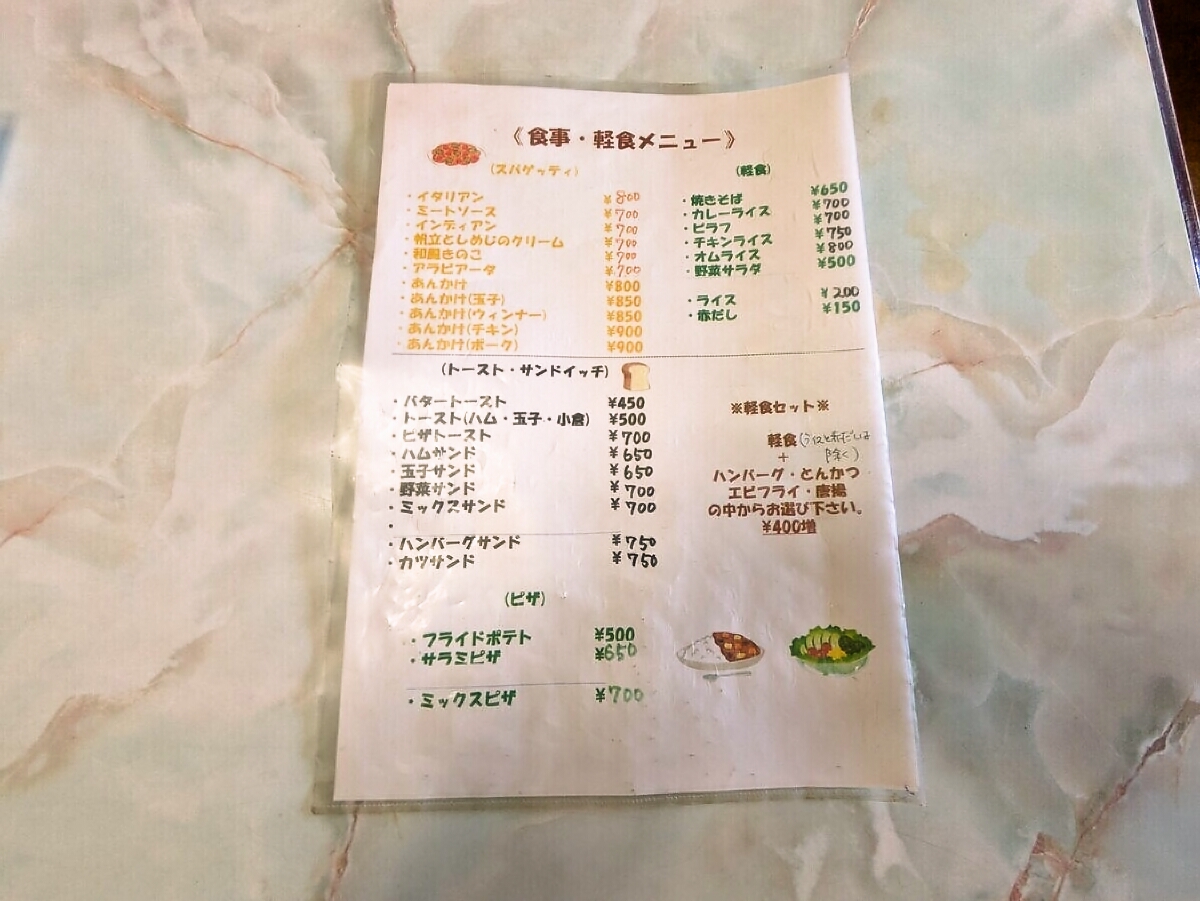 《食事・軽食メニュー》
(スパゲッティ)
・イタリアン ¥800
・ミートソース ¥700
・インディアン ¥700
・帆立としめじのクリーム ¥700
・和風きのこ ¥700
・アラビアータ ¥700
・あんかけ ¥800
・あんかけ(玉子) ¥850
・あんかけ(ウィンナー) ¥850
・あんかけ(チキン) ¥900
・あんかけ(ポーク) ¥900
(軽食)
・焼きそば ¥650
・カレーライス ¥700
・ピラフ ¥700
・チキンライス ¥750
・オムライス ¥800
・野菜サラダ ¥500
・ライス ¥200
・赤だし ¥150
(トースト・サンドイッチ)
・バタートースト ¥450
・トースト(ハム・玉子・小倉) ¥500
・ピザトースト ¥700
・ハムサンド ¥650
・玉子サンド ¥650
・野菜サンド ¥700
・ミックスサンド ¥700
・
・ハンバーグサンド ¥750
・カツサンド ¥750
※軽食セット※
軽食(ライスと赤だしは
+ 除く)
ハンバーグ・とんかつ
エビフライ・唐揚
の中からお選び下さい。
¥400増
(ピザ)
・フライドポテト ¥500
・サラミピザ ¥650
・ミックスピザ ¥700